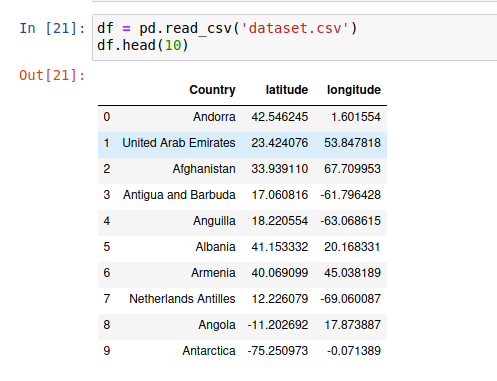 In [21]: df = pd.read_csv('dataset.csv')
df.head(10)
Out[21]:
Country latitude longitude
0 Andorra 42.546245 1.601554
1 United Arab Emirates 23.424076 53.847818
2 Afghanistan 33.939110 67.709953
3 Antigua and Barbuda 17.060816 -61.796428
4 Anguilla 18.220554 -63.068615
5 Albania 41.153332 20.168331
6 Armenia 40.069099 45.038189
7 Netherlands Antilles 12.226079 -69.060087
8 Angola -11.202692 17.873887
9 Antarctica -75.250973 -0.071389